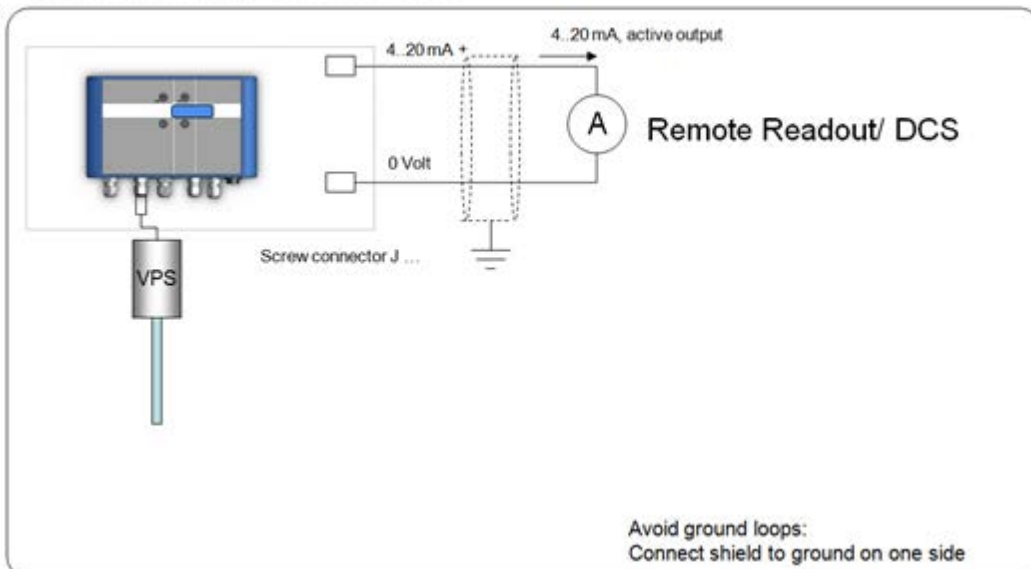 4..20 mA +
4..20 mA, active output
A
Remote Readout/ DCS
0 Volt
Screw connector J ...
VPS
Avoid ground loops:
Connect shield to ground on one side